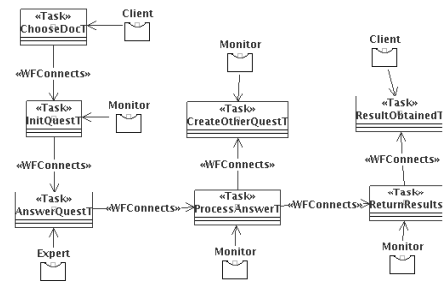 «Task»
ChooseDocT
Client
«WFConnects»
«Task»
InitQuestT
Monitor
«WFConnects»
«Task»
AnswerQuestT
Expert
«WFConnects»
Monitor
«Task»
CreateOtherQuestT
«WFConnects»
«Task»
ProcessAnswerT
Monitor
«WFConnects»
Client
«Task»
ResultObtainedT
«WFConnects»
«Task»
ReturnResults
Monitor